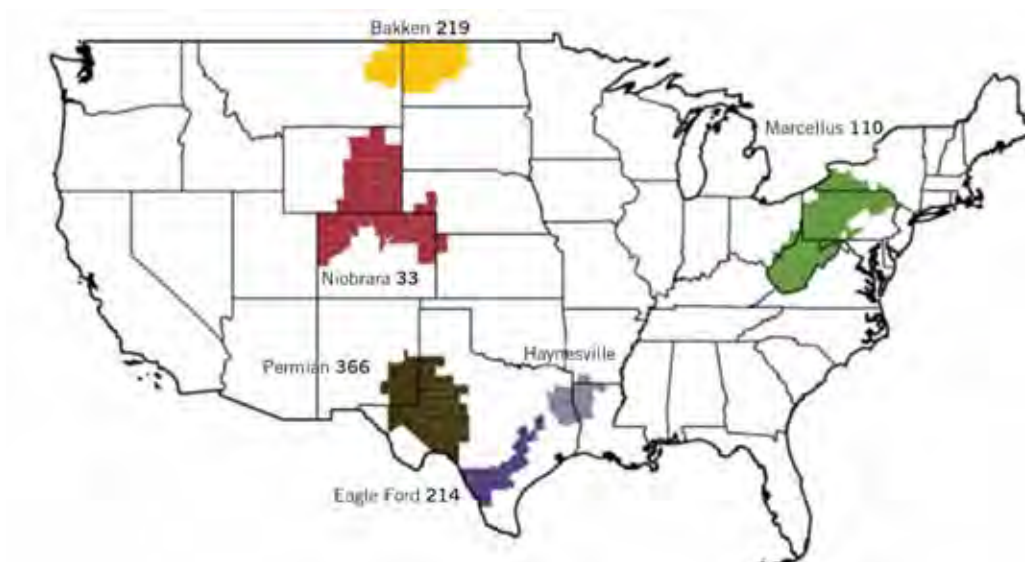 Bakken 219
Marcellus 110
Niobrara 33
Permian 366
Haynesville
Eagle Ford 214